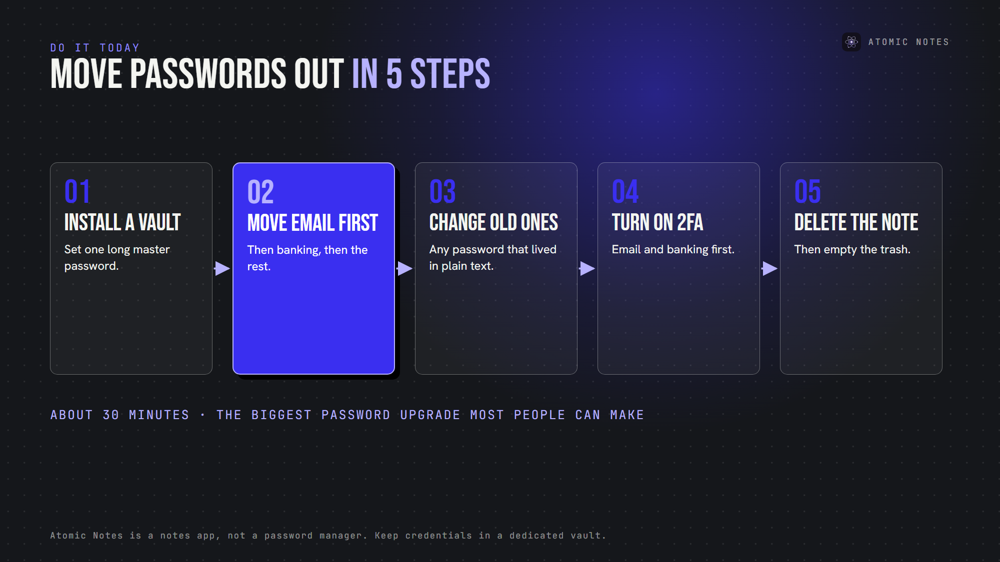 DO IT TODAY
ATOMIC NOTES
MOVE PASSWORDS OUT IN 5 STEPS
01
INSTALL A VAULT
Set one long master
password.
02
MOVE EMAIL FIRST
Then banking, then the
rest.
03
CHANGE OLD ONES
Any password that lived
in plain text.
04
TURN ON 2FA
Email and banking first.
05
DELETE THE NOTE
Then empty the trash.
ABOUT 30 MINUTES · THE BIGGEST PASSWORD UPGRADE MOST PEOPLE CAN MAKE
Atomic Notes is a notes app, not a password manager. Keep credentials in a dedicated vault.